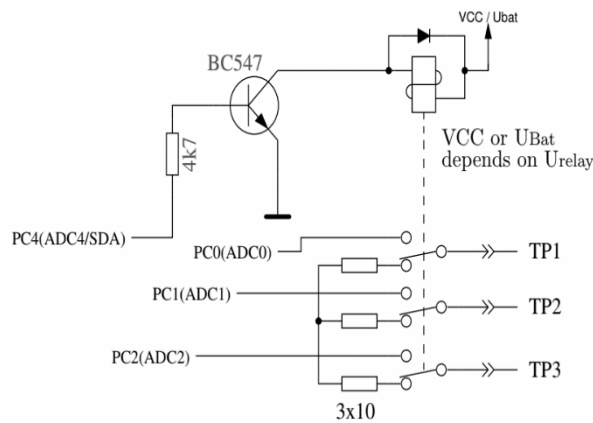 VCC / Ubat
BC547
4k7
VCC or UBat
depends on Urelay
PC4(ADC4/SDA)
PC0(ADC0)
TP1
PC1(ADC1)
TP2
PC2(ADC2)
TP3
3x10